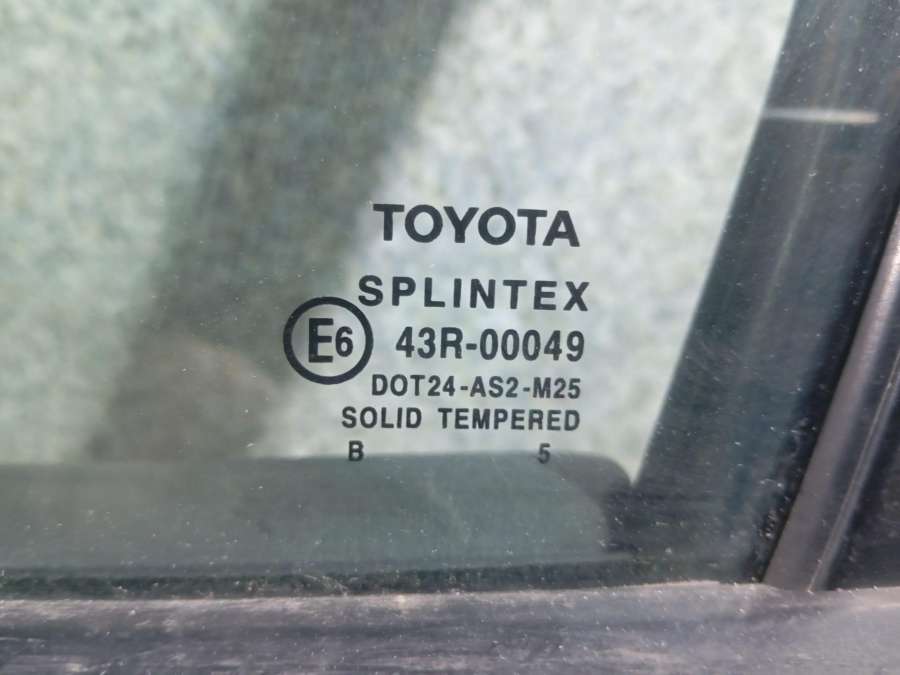 TOYOTA
SPLINTEX
E6 43R-00049
DOT24-AS2-M25
SOLID TEMPERED
B 5